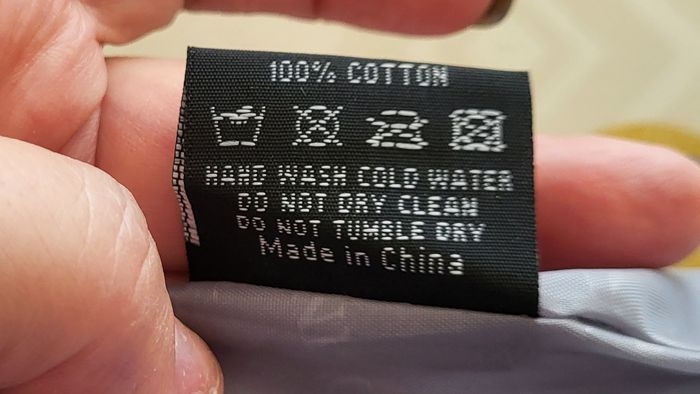 100% COTTON
HAND WASH COLD WATER
DO NOT DRY CLEAN
DO NOT TUMBLE DRY
Made in China